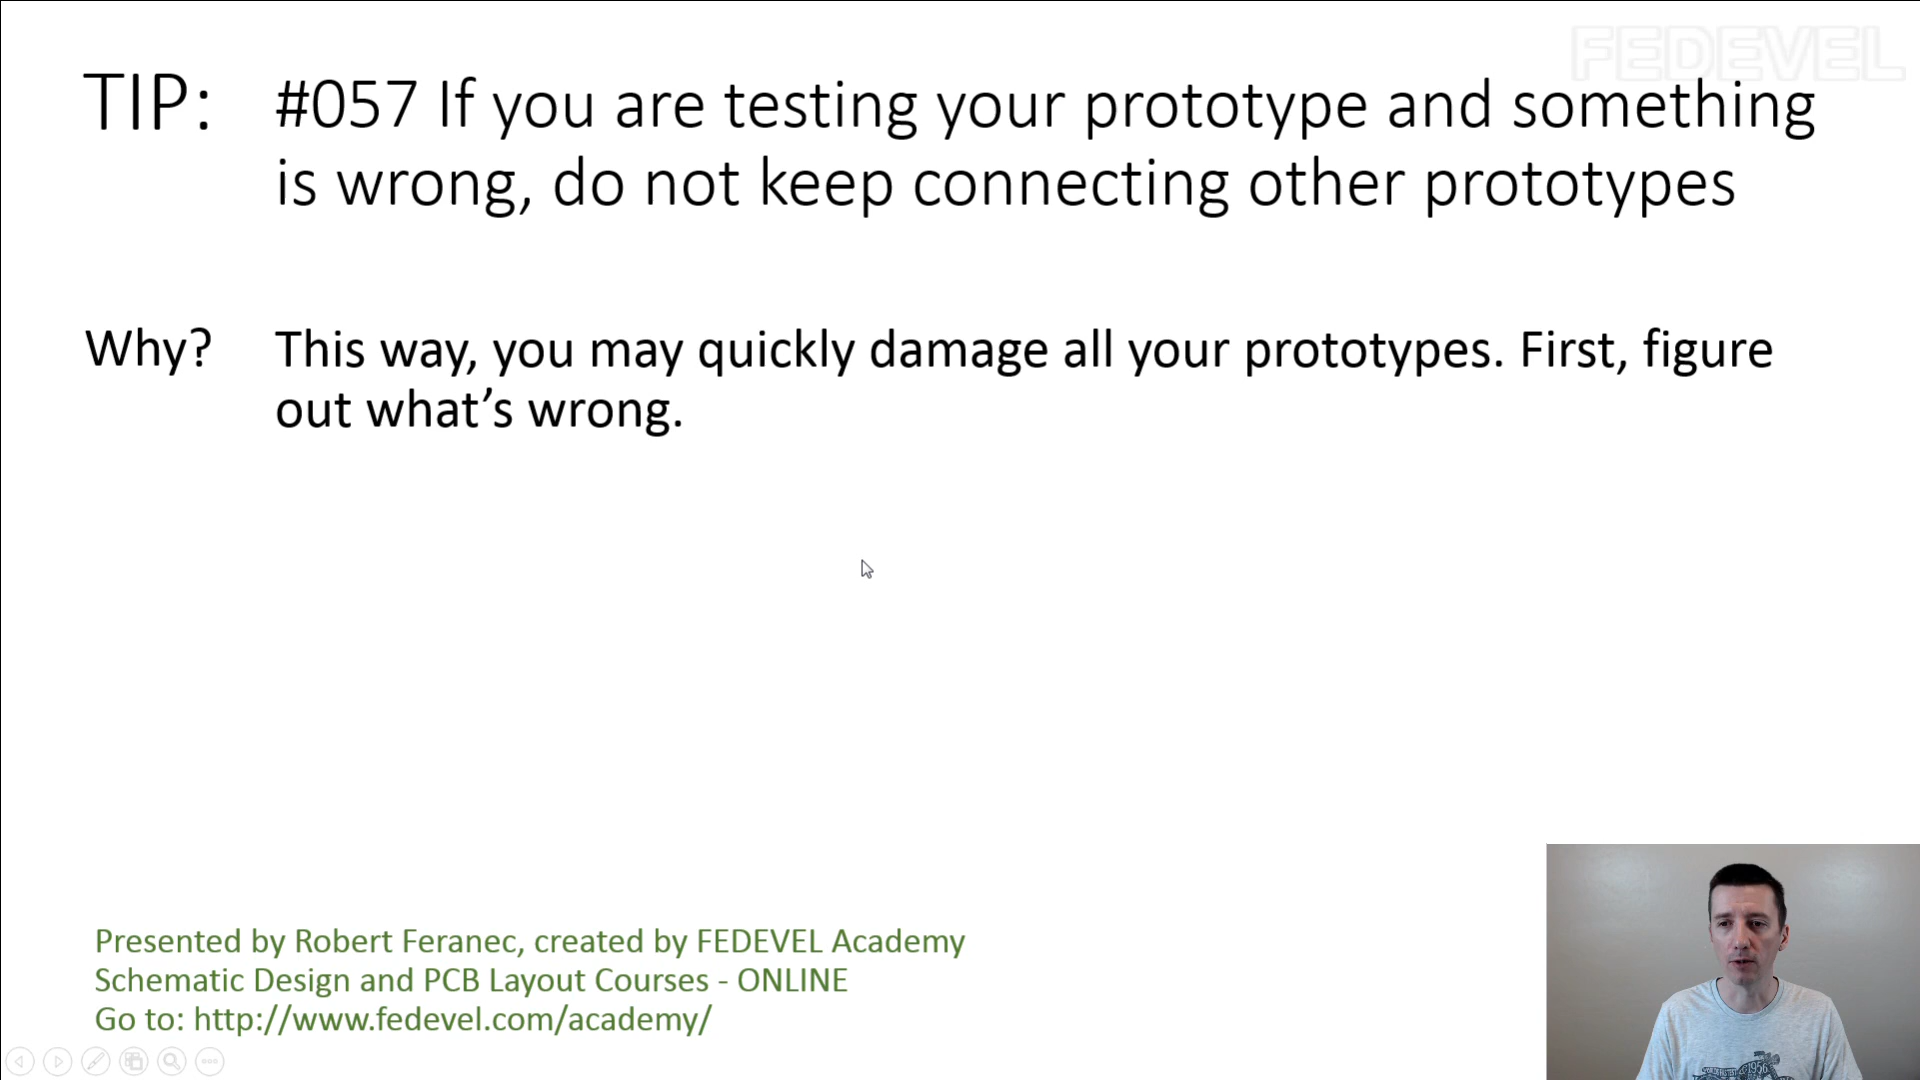 FEDEVEL
TIP: #057 If you are testing your prototype and something
is wrong, do not keep connecting other prototypes
Why? This way, you may quickly damage all your prototypes. First, figure
out what’s wrong.
Presented by Robert Feranec, created by FEDEVEL Academy
Schematic Design and PCB Layout Courses - ONLINE
Go to: http://www.fedevel.com/academy/
1956